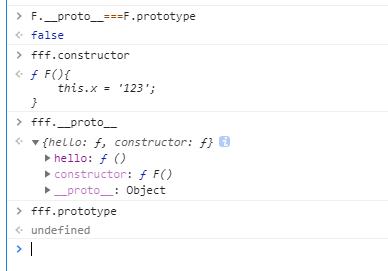 > F.__proto__===F.prototype
< false
> fff.constructor
< ƒ F(){
    this.x = '123';
}
> fff.__proto__
< ▼{hello: ƒ, constructor: ƒ} i
▶ hello: ƒ ()
▶ constructor: ƒ F()
▶ __proto__: Object
> fff.prototype
< undefined
>